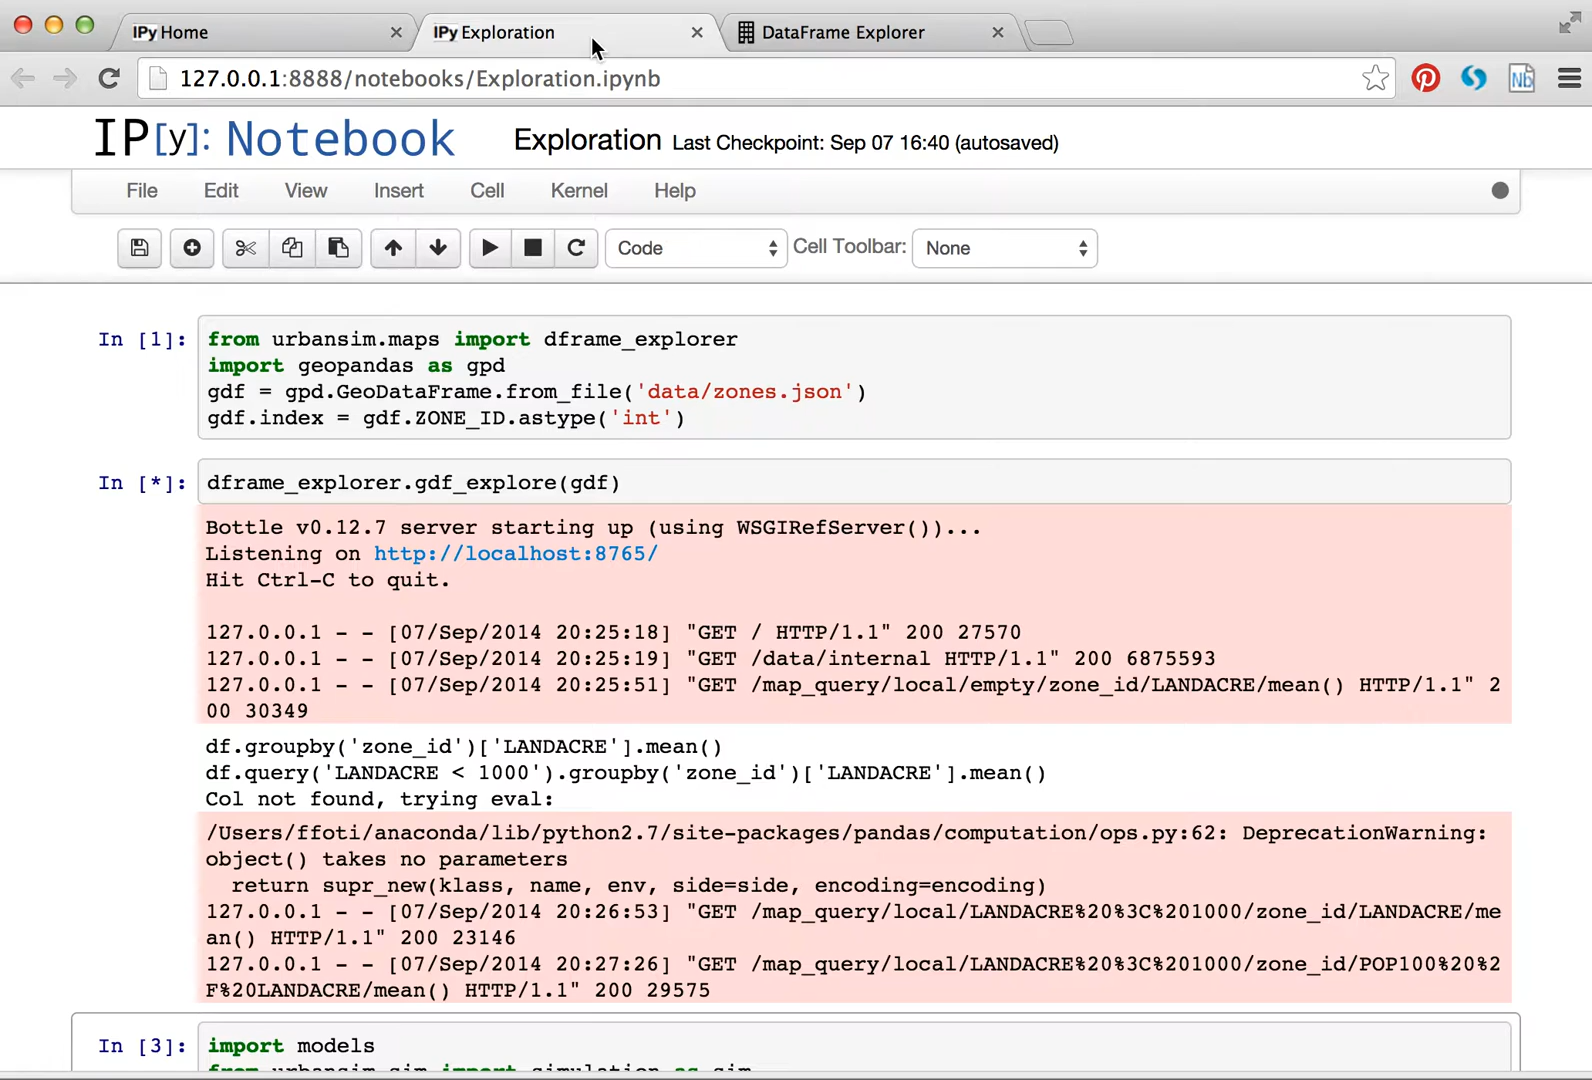 IPy Home
IPy Exploration
DataFrame Explorer
127.0.0.1:8888/notebooks/Exploration.ipynb
Nb
IP[y]: Notebook
Exploration Last Checkpoint: Sep 07 16:40 (autosaved)
File Edit View Insert Cell Kernel Help
Code Cell Toolbar: None
In [1]: from urbansim.maps import dframe_explorer
import geopandas as gpd
gdf = gpd.GeoDataFrame.from_file('data/zones.json')
gdf.index = gdf.ZONE_ID.astype('int')
In [*]: dframe_explorer.gdf_explore(gdf)
Bottle v0.12.7 server starting up (using WSGIRefServer())...
Listening on http://localhost:8765/
Hit Ctrl-C to quit.
127.0.0.1 - - [07/Sep/2014 20:25:18] "GET / HTTP/1.1" 200 27570
127.0.0.1 - - [07/Sep/2014 20:25:19] "GET /data/internal HTTP/1.1" 200 6875593
127.0.0.1 - - [07/Sep/2014 20:25:51] "GET /map_query/local/empty/zone_id/LANDACRE/mean() HTTP/1.1" 2
00 30349
df.groupby('zone_id')['LANDACRE'].mean()
df.query('LANDACRE < 1000').groupby('zone_id')['LANDACRE'].mean()
Col not found, trying eval:
/Users/ffoti/anaconda/lib/python2.7/site-packages/pandas/computation/ops.py:62: DeprecationWarning:
object() takes no parameters
return supr_new(klass, name, env, side=side, encoding=encoding)
127.0.0.1 - - [07/Sep/2014 20:26:53] "GET /map_query/local/LANDACRE%20%3C%201000/zone_id/LANDACRE/me
an() HTTP/1.1" 200 23146
127.0.0.1 - - [07/Sep/2014 20:27:26] "GET /map_query/local/LANDACRE%20%3C%201000/zone_id/POP100%20%2
F%20LANDACRE/mean() HTTP/1.1" 200 29575
In [3]: import models
from urbansim.sim import simulation as sim